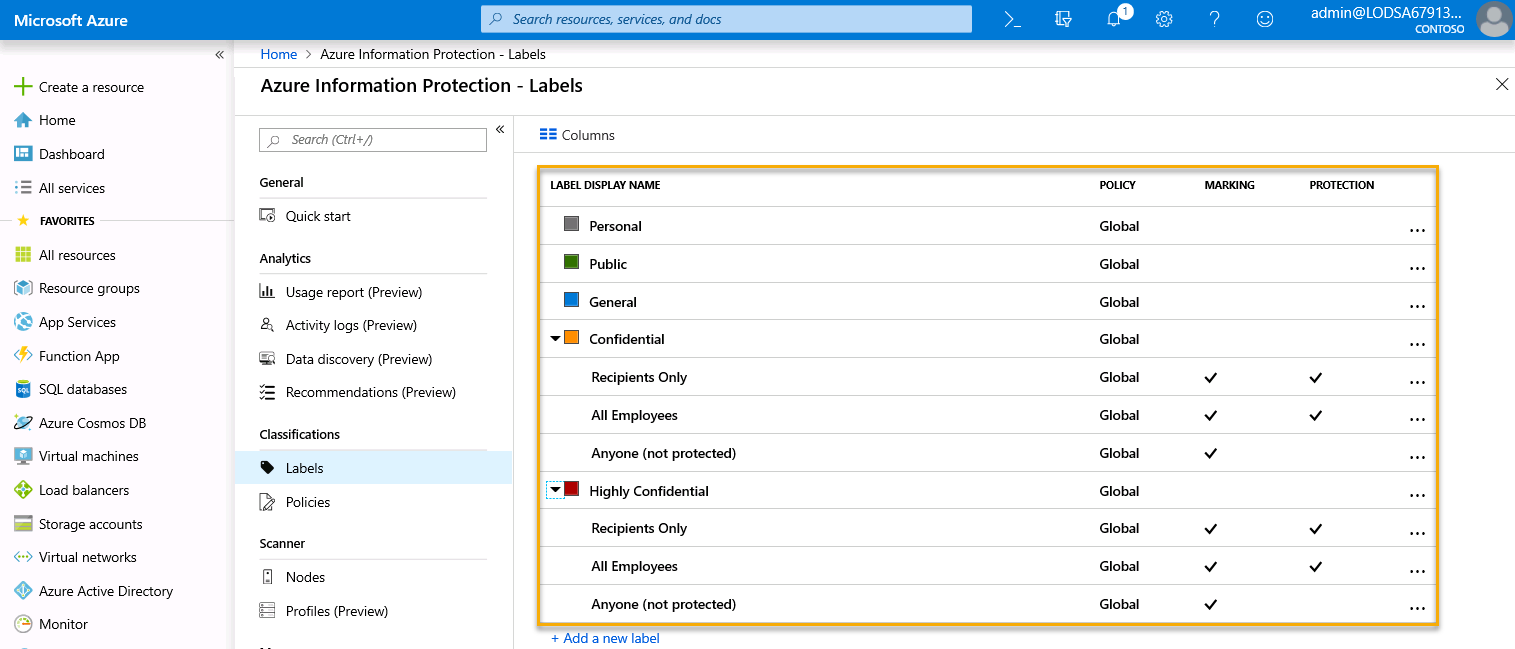 Microsoft Azure
Search resources, services, and docs
1
admin@LODSA67913...
CONTOSO
Home > Azure Information Protection - Labels
Azure Information Protection - Labels
Create a resource
Home
Dashboard
All services
FAVORITES
All resources
Resource groups
App Services
Function App
SQL databases
Azure Cosmos DB
Virtual machines
Load balancers
Storage accounts
Virtual networks
Azure Active Directory
Monitor
Search (Ctrl+/)
General
Quick start
Analytics
Usage report (Preview)
Activity logs (Preview)
Data discovery (Preview)
Recommendations (Preview)
Classifications
Labels
Policies
Scanner
Nodes
Profiles (Preview)
Columns
LABEL DISPLAY NAME POLICY MARKING PROTECTION
Personal Global ...
Public Global ...
General Global ...
Confidential Global ...
Recipients Only Global ✓ ✓ ...
All Employees Global ✓ ✓ ...
Anyone (not protected) Global ✓ ...
Highly Confidential Global ...
Recipients Only Global ✓ ✓ ...
All Employees Global ✓ ✓ ...
Anyone (not protected) Global ✓ ...
+ Add a new label